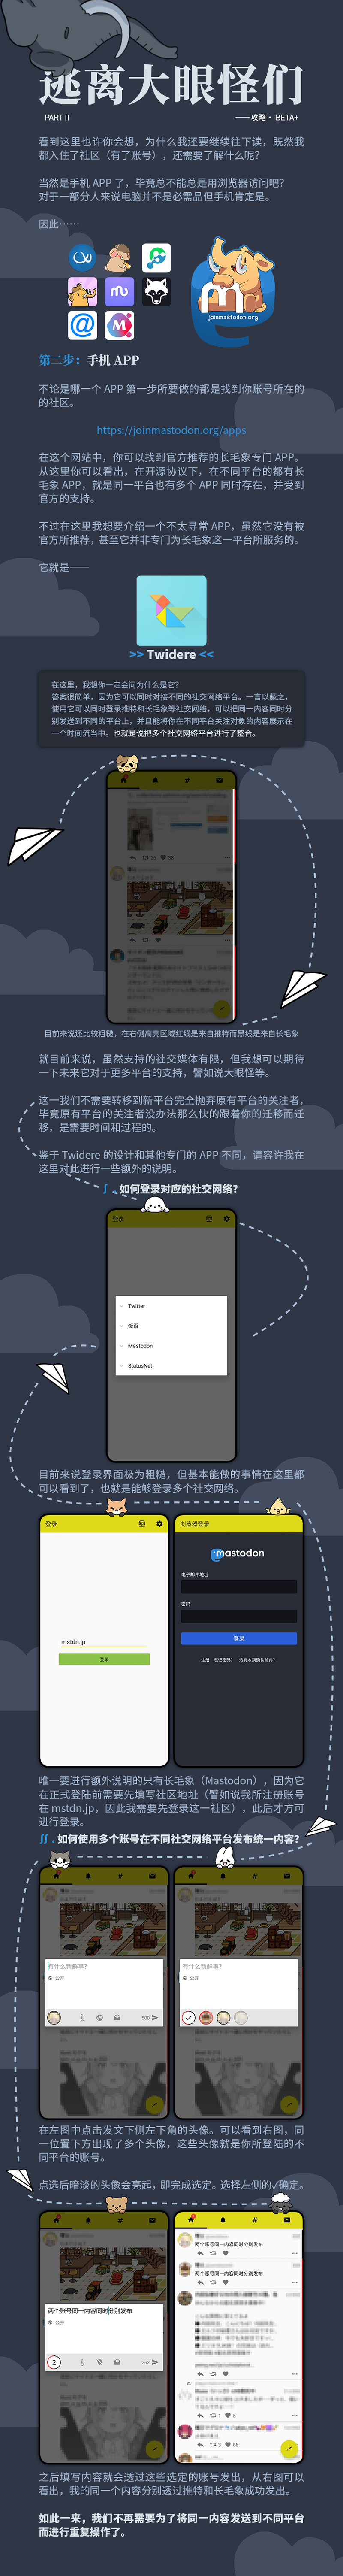 逃离大眼怪们
PART II
——攻略· BETA+
看到这里也许你会想，为什么我还要继续往下读，既然我
都入住了社区（有了账号），还需要了解什么呢？
当然是手机 APP 了，毕竟总不能总是用浏览器访问吧？
对于一部分人来说电脑并不是必需品但手机肯定是。
因此……
joinmastodon.org
第二步：手机 APP
不论是哪一个 APP 第一步所要做的都是找到你账号所在的
的社区。
https://joinmastodon.org/apps
在这个网站中，你可以找到官方推荐的长毛象专门 APP。
从这里你可以看出，在开源协议下，在不同平台的都有长
毛象 APP，就是同一平台也有多个 APP 同时存在，并受到
官方的支持。
不过在这里我想要介绍一个不太寻常 APP，虽然它没有被
官方所推荐，甚至它并非专门为长毛象这一平台所服务的。
它就是——
>> Twidere <<
在这里，我想你一定会问为什么是它？
答案很简单，因为它可以同时对接不同的社交网络平台。一言以蔽之，
使用它可以同时登录推特和长毛象等社交网络，可以把同一内容同时分
别发送到不同的平台上，并且能将你在不同平台关注对象的内容展示在
一个时间流当中。也就是说把多个社交网络平台进行了整合。
目前来说还比较粗糙，在右侧高亮区域红线是来自推特而黑线是来自长毛象
就目前来说，虽然支持的社交媒体有限，但我想可以期待
一下未来它对于更多平台的支持，譬如说大眼怪等。
这一我们不需要转移到新平台完全抛弃原有平台的关注者，
毕竟原有平台的关注者没办法那么快的跟着你的迁移而迁
移，是需要时间和过程的。
鉴于 Twidere 的设计和其他专门的 APP 不同，请容许我在
这里对此进行一些额外的说明。
∫ . 如何登录对应的社交网络？
登录
Twitter
饭否
Mastodon
StatusNet
目前来说登录界面极为粗糙，但基本能做的事情在这里都
可以看到了，也就是能够登录多个社交网络。
登录
mstdn.jp
登录
浏览器登录
mastodon
电子邮件地址
密码
登录
注册 忘记密码？ 没有收到确认邮件？
唯一要进行额外说明的只有长毛象（Mastodon），因为它
在正式登陆前需要先填写社区地址（譬如说我所注册账号
在 mstdn.jp，因此我需要先登录这一社区），此后才方可
进行登录。
∬ . 如何使用多个账号在不同社交网络平台发布统一内容？
有什么新鲜事？
公开
500
有什么新鲜事？
公开
在左图中点击发文下侧左下角的头像。可以看到右图，同
一位置下方出现了多个头像，这些头像就是你所登陆的不
同平台的账号。
点选后暗淡的头像会亮起，即完成选定。选择左侧的✓确定。
两个账号同一内容同时分别发布
公开
2
352
两个账号同一内容同时分别发布
两个账号同一内容同时分别发布
之后填写内容就会透过这些选定的账号发出，从右图可以
看出，我的同一个内容分别透过推特和长毛象成功发出。
如此一来，我们不再需要为了将同一内容发送到不同平台
而进行重复操作了。